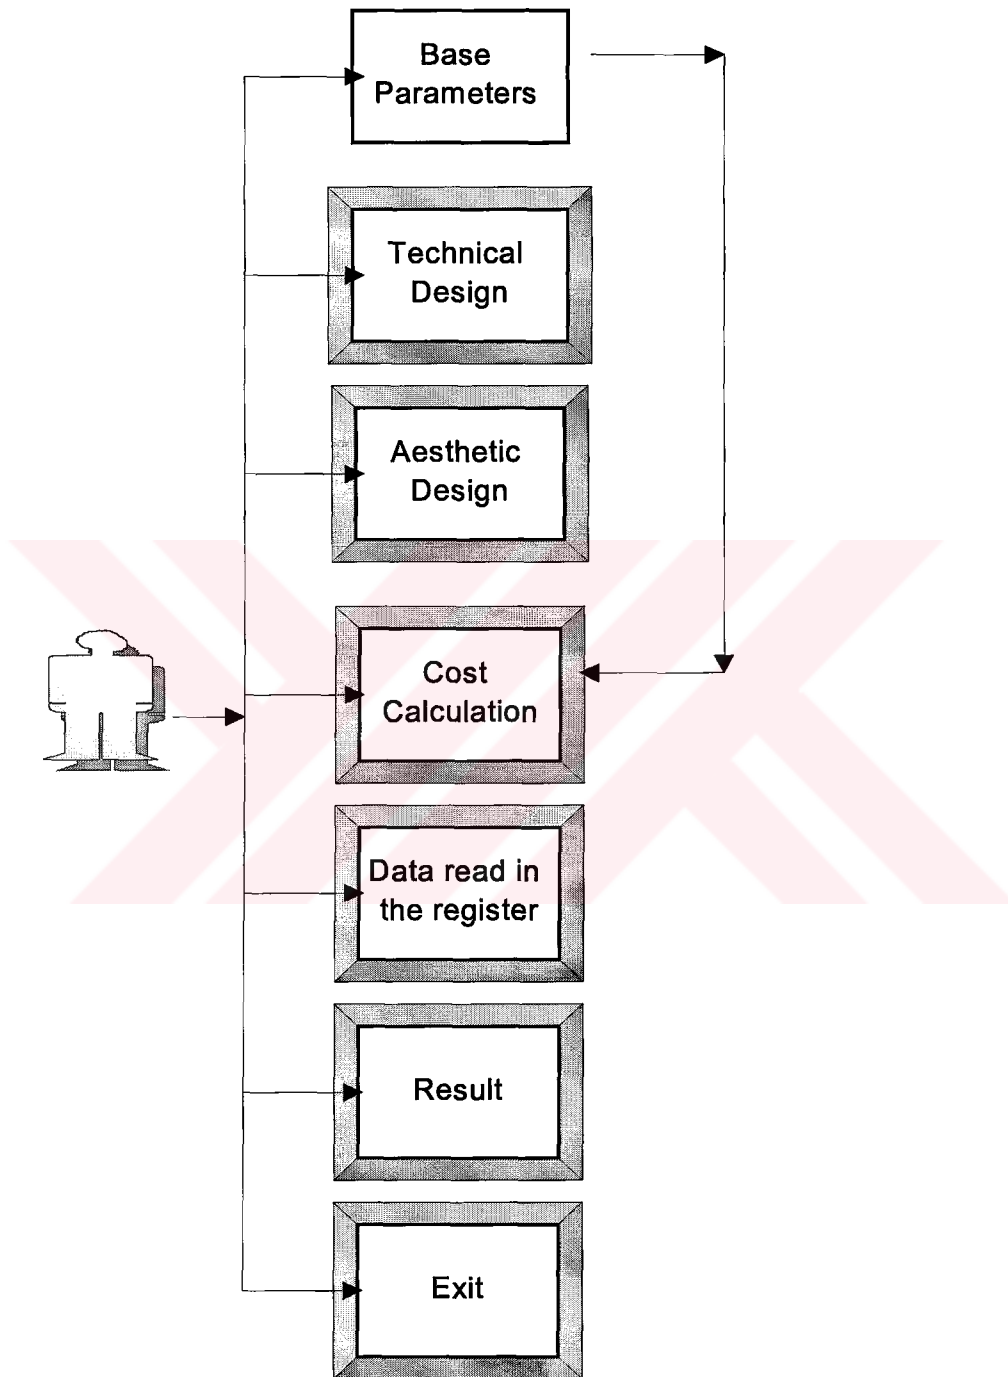 Base
Parameters
Technical
Design
Aesthetic
Design
Cost
Calculation
Data read in
the register
Result
Exit